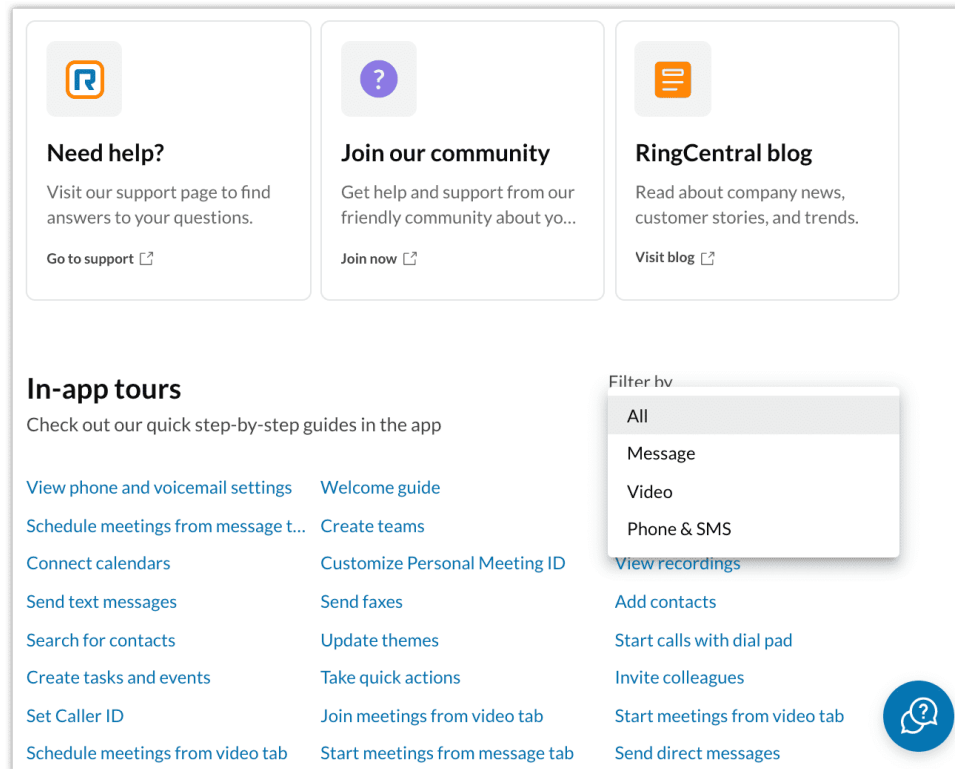 Need help?
Visit our support page to find
answers to your questions.
Go to support
Join our community
Get help and support from our
friendly community about yo...
Join now
RingCentral blog
Read about company news,
customer stories, and trends.
Visit blog
In-app tours
Check out our quick step-by-step guides in the app
Filter by
All
Message
Video
Phone & SMS
View phone and voicemail settings
Welcome guide
Schedule meetings from message t...
Create teams
Connect calendars
Customize Personal Meeting ID
View recordings
Send text messages
Send faxes
Add contacts
Search for contacts
Update themes
Start calls with dial pad
Create tasks and events
Take quick actions
Invite colleagues
Set Caller ID
Join meetings from video tab
Start meetings from video tab
Schedule meetings from video tab
Start meetings from message tab
Send direct messages